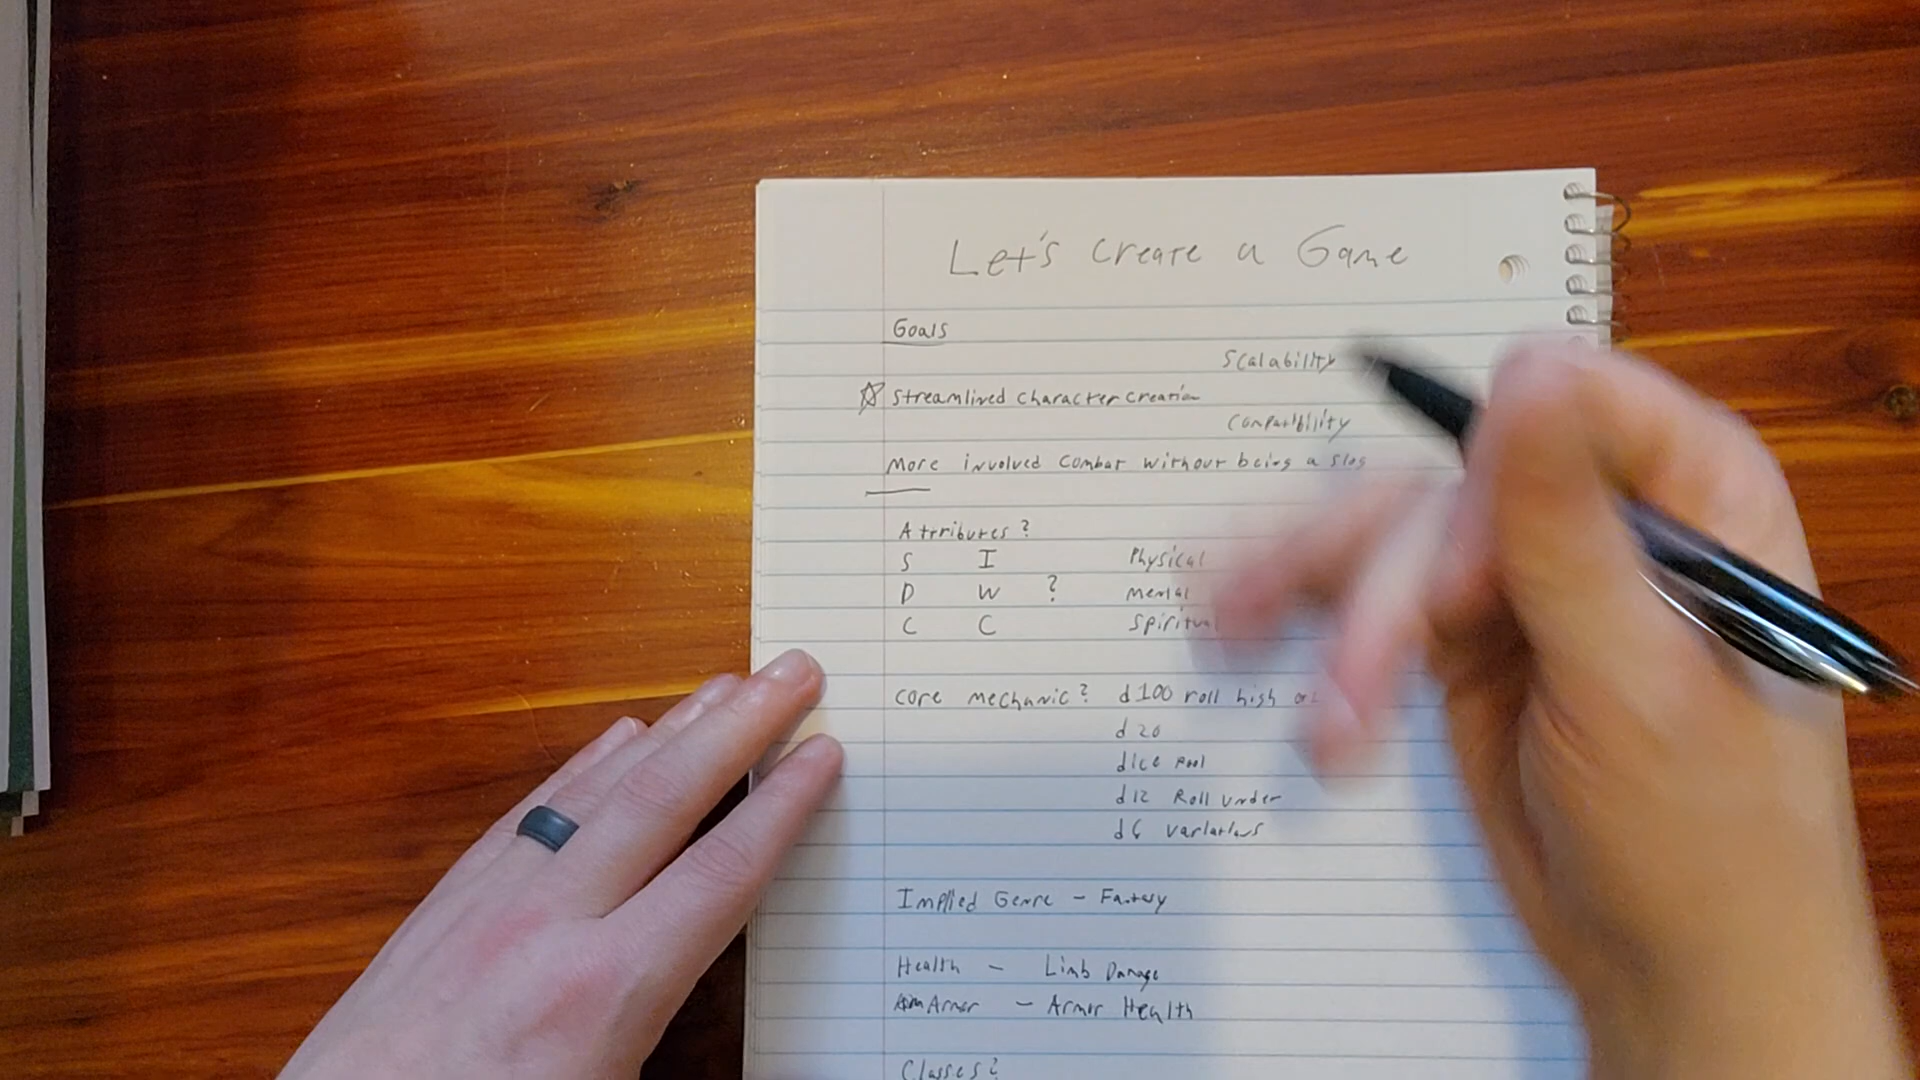 Let's Create a Game
Goals
Scalability
☆ Streamlined Character Creation
Compatibility
More involved Combat without being a slog
Attributes?
S I Physical
D W ? Mental
C C Spiritual
Core Mechanic? d100 roll high or
d20
dice pool
d12 Roll under
d6 variations
Implied Genre - Fantasy
Health - Limb Damage
Armor - Armor Health
Classes?